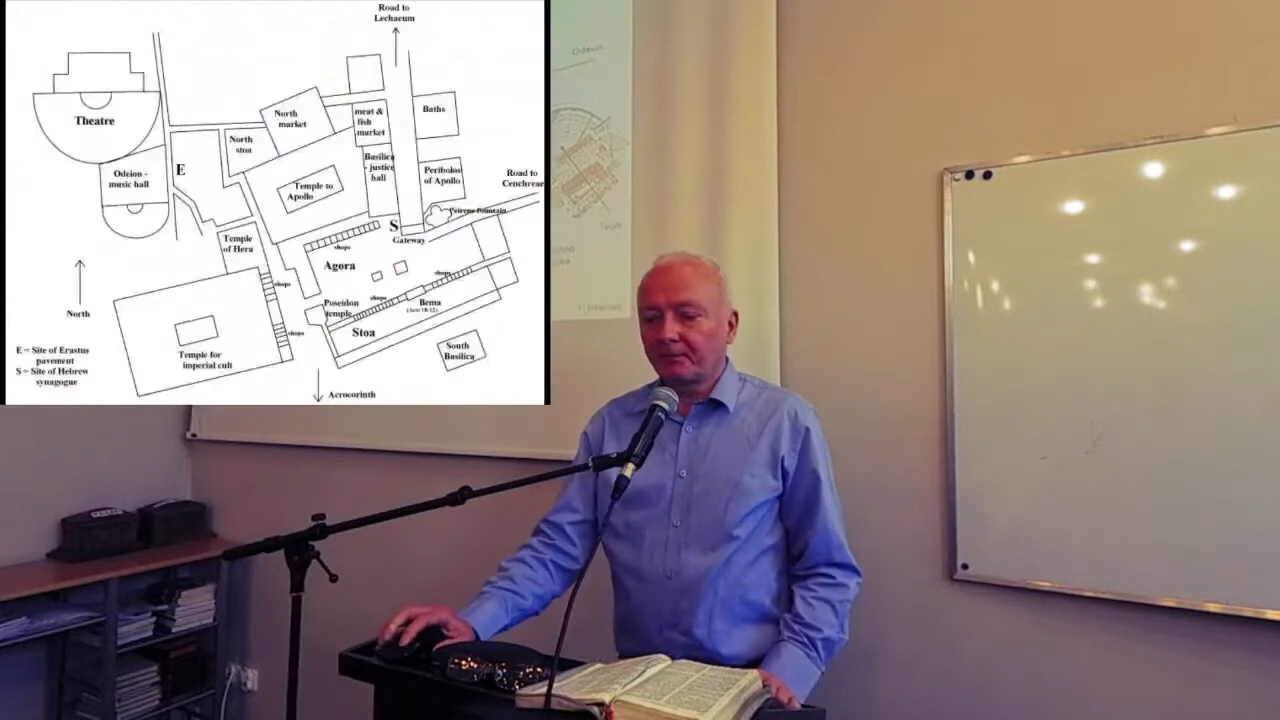 Road to
Lechaeum
Theatre
North
market
meat &
fish
market
Baths
North
stoa
E
Odeion -
music hall
Basilica
- justice
hall
Peribolos
of Apollo
Road to
Cenchreae
Temple to
Apollo
Peirene fountain
S
Gateway
shops
Temple
of Hera
Agora
shops
shops
shops
Poseidon
temple
Bema
(Acts 18:12)
Stoa
shops
North
South
Basilica
Temple for
imperial cult
E = Site of Erastus
pavement
S = Site of Hebrew
synagogue
Acrocorinth
Odeion